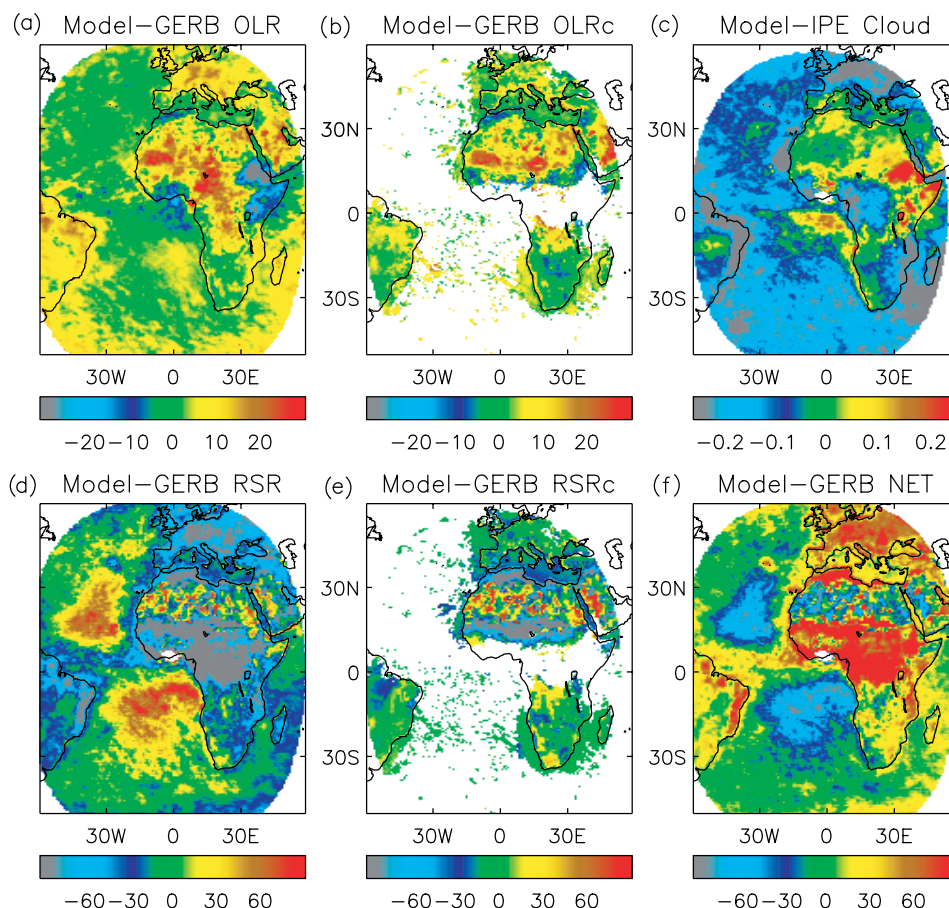 (a) Model-GERB OLR
(b) Model-GERB OLRc
(c) Model-IPE Cloud
30N
0
30S
30N
0
30S
30W 0 30E
30W 0 30E
30W 0 30E
-20 -10 0 10 20
-20 -10 0 10 20
-0.2 -0.1 0 0.1 0.2
(d) Model-GERB RSR
(e) Model-GERB RSRc
(f) Model-GERB NET
30N
0
30S
30N
0
30S
30W 0 30E
30W 0 30E
30W 0 30E
-60 -30 0 30 60
-60 -30 0 30 60
-60 -30 0 30 60